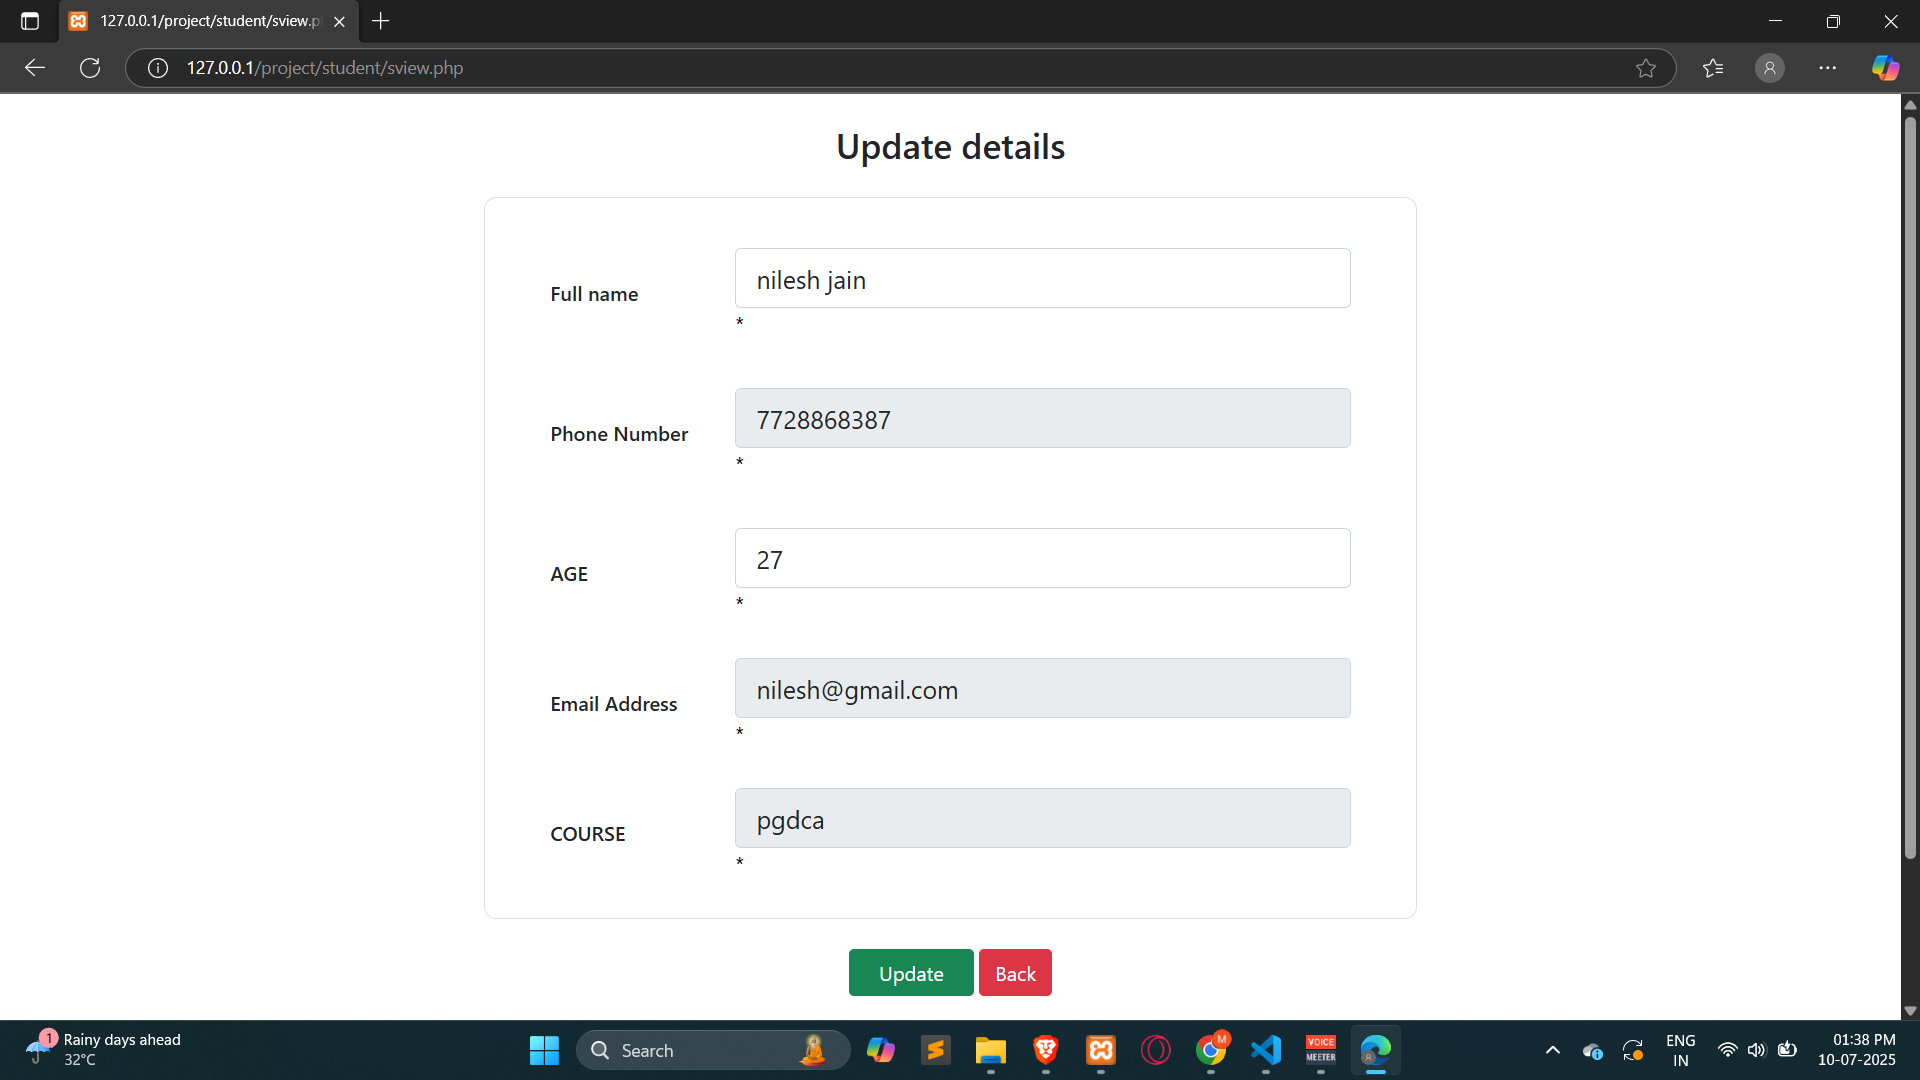 127.0.0.1/project/student/sview.p
127.0.0.1/project/student/sview.php
Update details
Full name
nilesh jain
*
Phone Number
7728868387
*
AGE
27
*
Email Address
nilesh@gmail.com
*
COURSE
pgdca
*
Update Back
1
Rainy days ahead
32°C
Search
M
VOICE
MEETER
ENG
IN
01:38 PM
10-07-2025